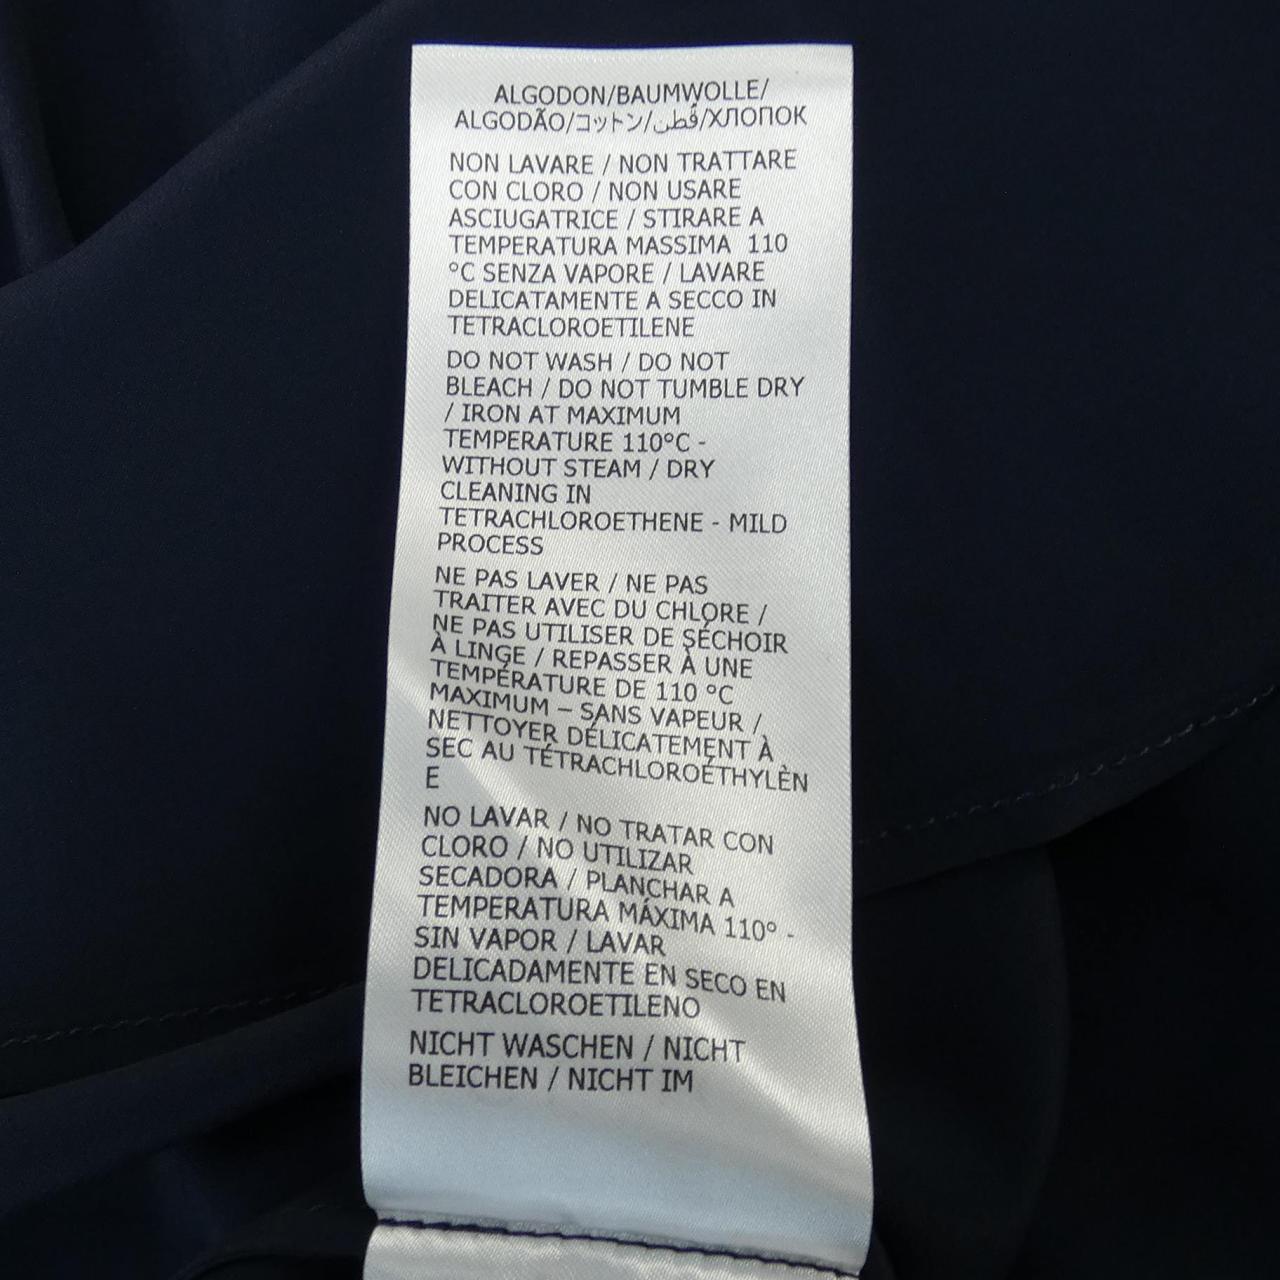 ALGODON/BAUMWOLLE/
ALGODÃO/コットン/قُطن/ХЛОПОК
NON LAVARE / NON TRATTARE
CON CLORO / NON USARE
ASCIUGATRICE / STIRARE A
TEMPERATURA MASSIMA 110
°C SENZA VAPORE / LAVARE
DELICATAMENTE A SECCO IN
TETRACLOROETILENE
DO NOT WASH / DO NOT
BLEACH / DO NOT TUMBLE DRY
/ IRON AT MAXIMUM
TEMPERATURE 110°C -
WITHOUT STEAM / DRY
CLEANING IN
TETRACHLOROETHENE - MILD
PROCESS
NE PAS LAVER / NE PAS
TRAITER AVEC DU CHLORE /
NE PAS UTILISER DE SÉCHOIR
À LINGE / REPASSER À UNE
TEMPÉRATURE DE 110 °C
MAXIMUM – SANS VAPEUR /
NETTOYER DÉLICATEMENT À
SEC AU TÉTRACHLOROÉTHYLÈN
E
NO LAVAR / NO TRATAR CON
CLORO / NO UTILIZAR
SECADORA / PLANCHAR A
TEMPERATURA MÁXIMA 110° -
SIN VAPOR / LAVAR
DELICADAMENTE EN SECO EN
TETRACLOROETILENO
NICHT WASCHEN / NICHT
BLEICHEN / NICHT IM